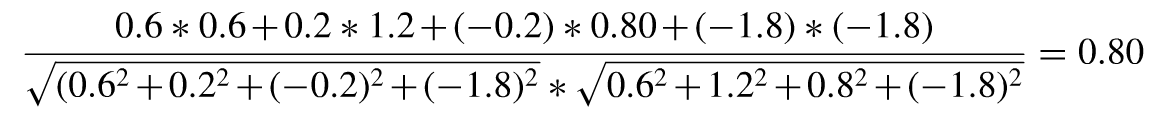 0.6 ∗ 0.6 + 0.2 ∗ 1.2 + (−0.2) ∗ 0.80 + (−1.8) ∗ (−1.8)
√(0.6² + 0.2² + (−0.2)² + (−1.8)² ∗ √0.6² + 1.2² + 0.8² + (−1.8)² = 0.80